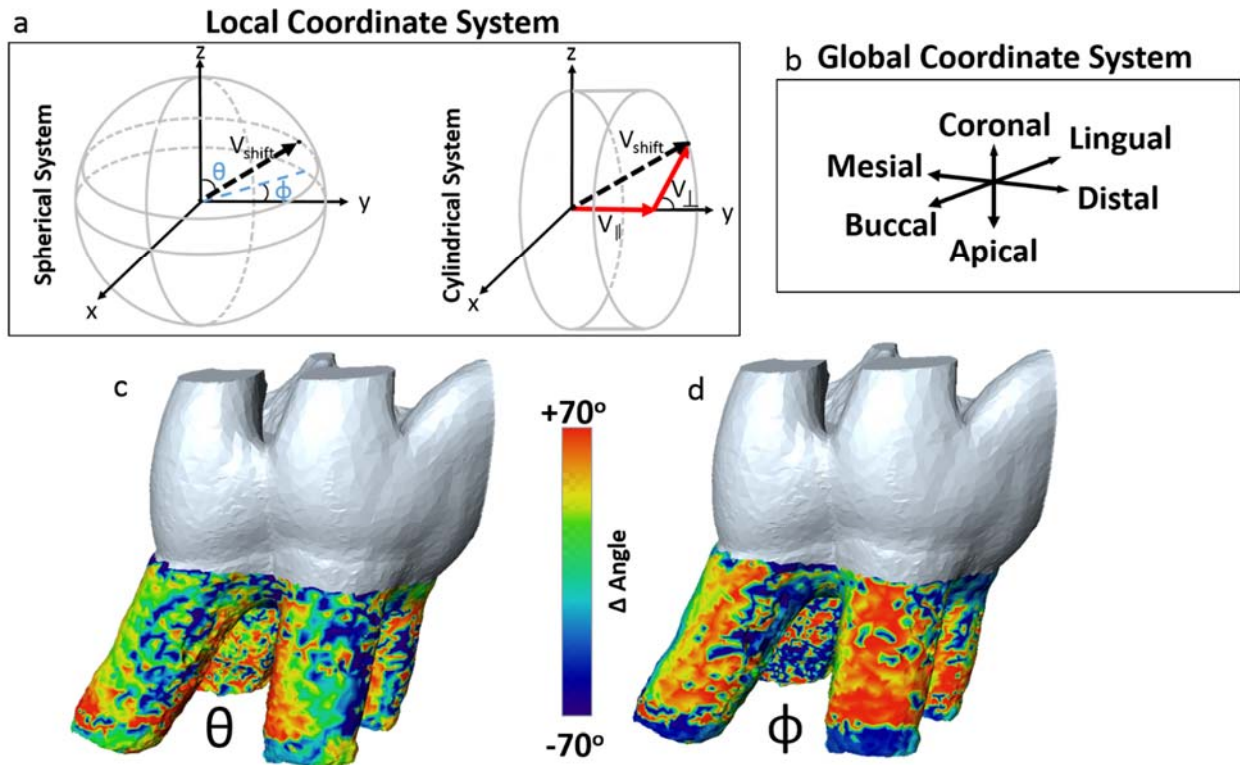 a
Local Coordinate System
Spherical System
z
V_shift
θ
ϕ
y
x
Cylindrical System
z
V_shift
V_⊥
V_∥
y
x
b
Global Coordinate System
Coronal
Lingual
Mesial
Distal
Buccal
Apical
c
d
+70°
Δ Angle
-70°
θ
ϕ